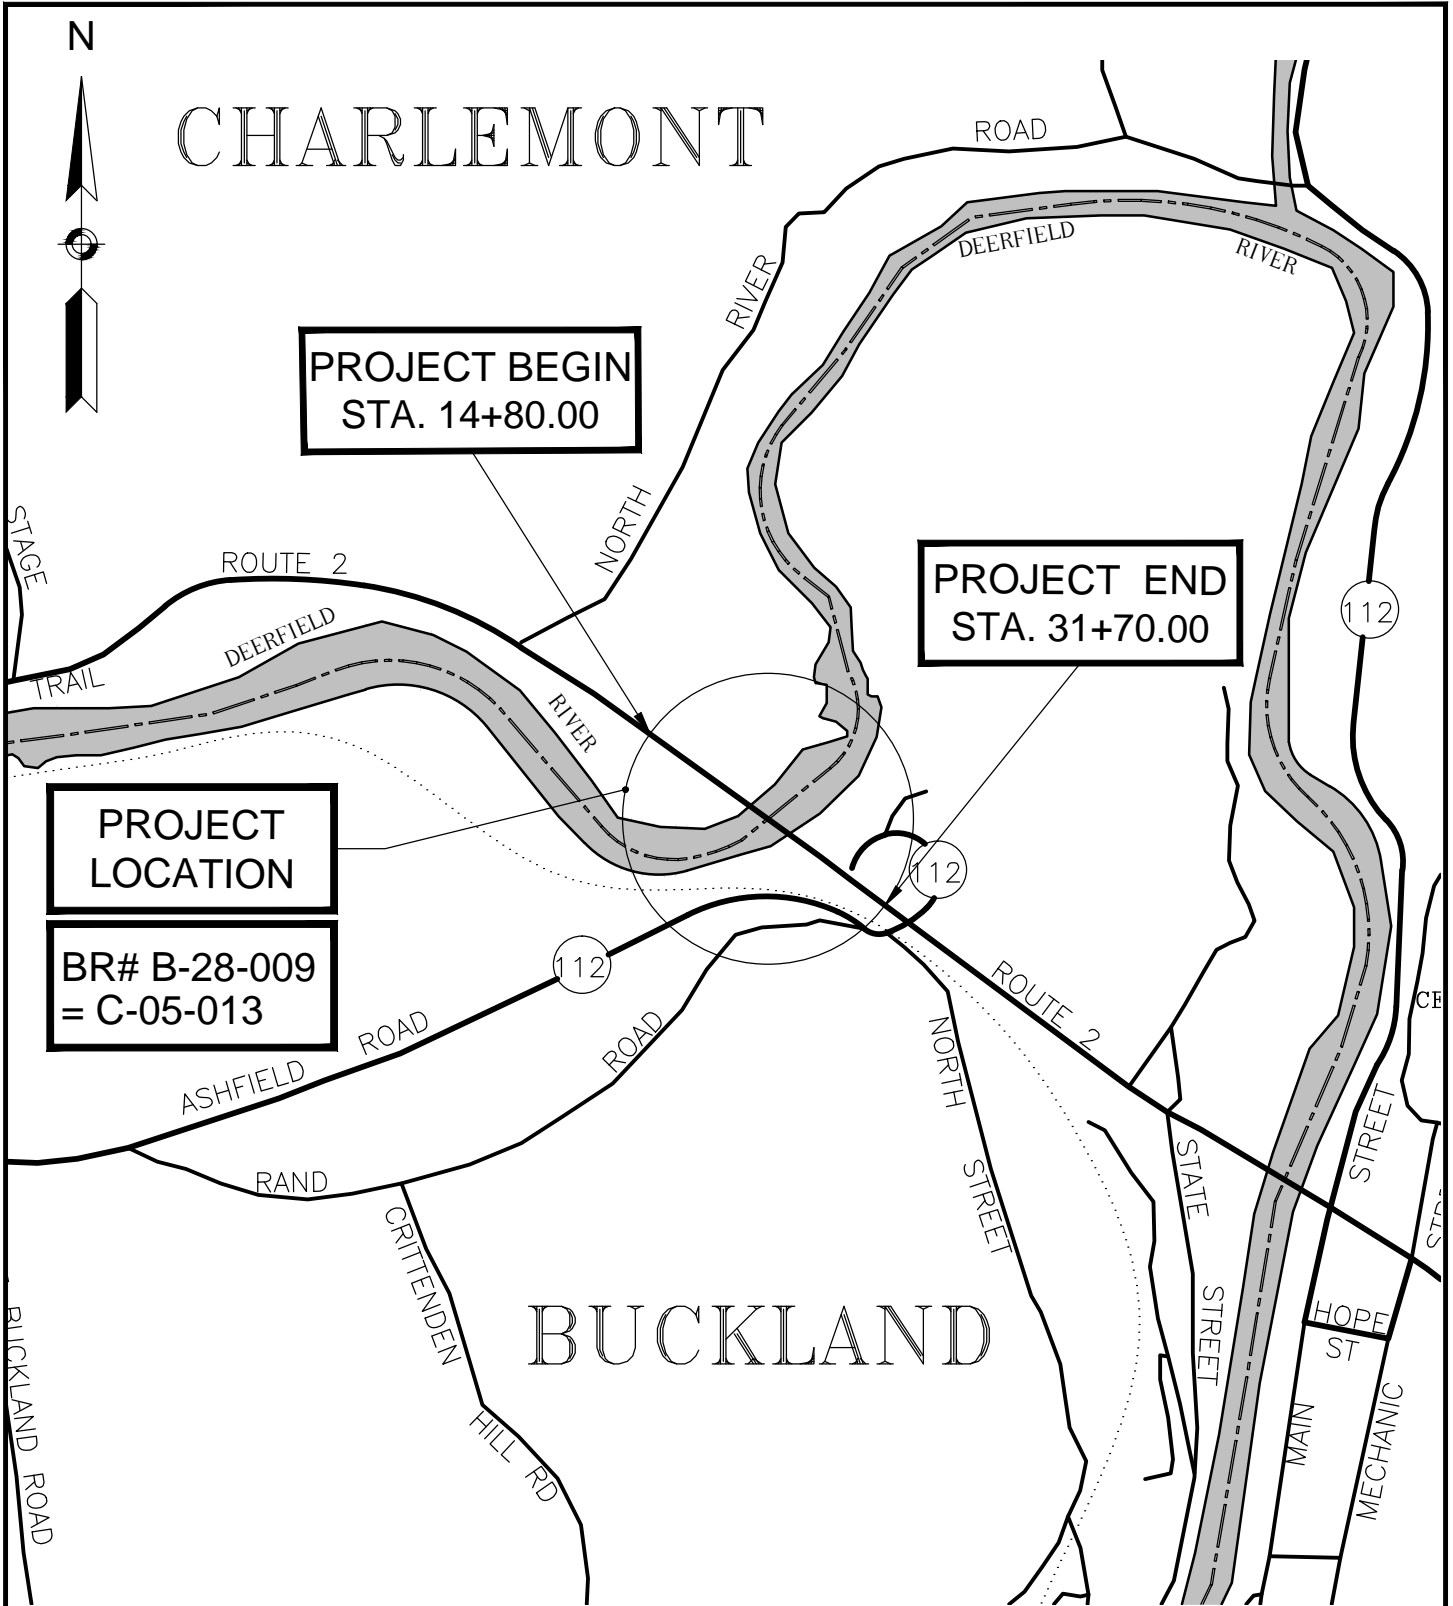 N
CHARLEMONT
ROAD
DEERFIELD
RIVER
RIVER
PROJECT BEGIN
STA. 14+80.00
NORTH
STAGE
ROUTE 2
PROJECT END
STA. 31+70.00
112
DEERFIELD
TRAIL
RIVER
PROJECT
LOCATION
112
BR# B-28-009
= C-05-013
112
ROUTE 2
ROAD
ROAD
ASHFIELD
NORTH
STREET
RAND
STREET
STATE
CRITTENDEN
BUCKLAND
STREET
HOPE
ST
BUCKLAND ROAD
HILL RD
MAIN
MECHANIC